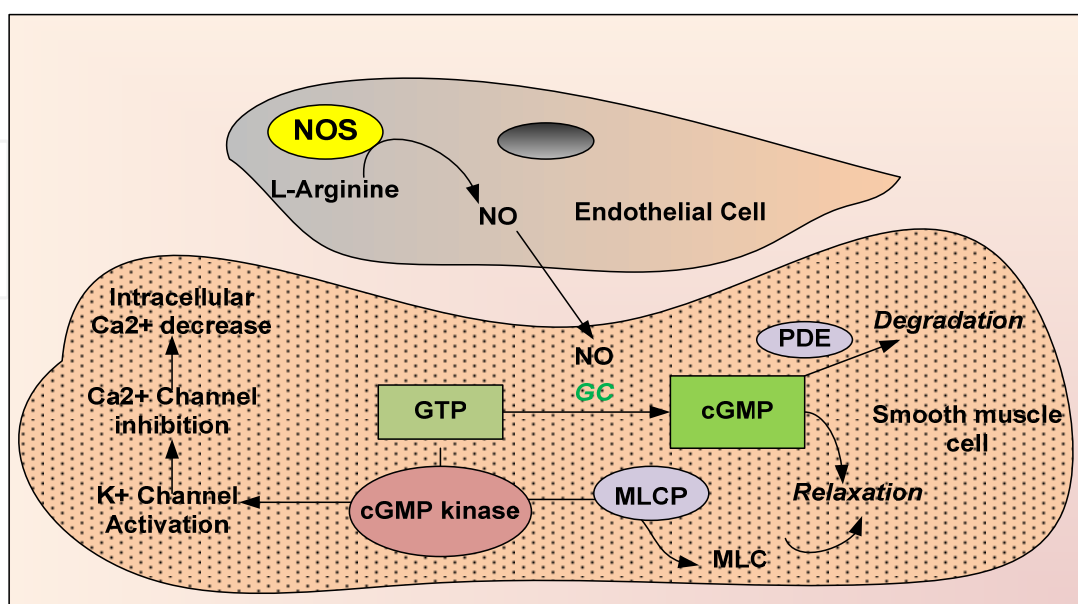 NOS
L-Arginine
NO
Endothelial Cell
Intracellular
Ca2+ decrease
Ca2+ Channel
inhibition
K+ Channel
Activation
NO
GC
GTP
cGMP
PDE
Degradation
Smooth muscle
cell
cGMP kinase
MLCP
Relaxation
MLC